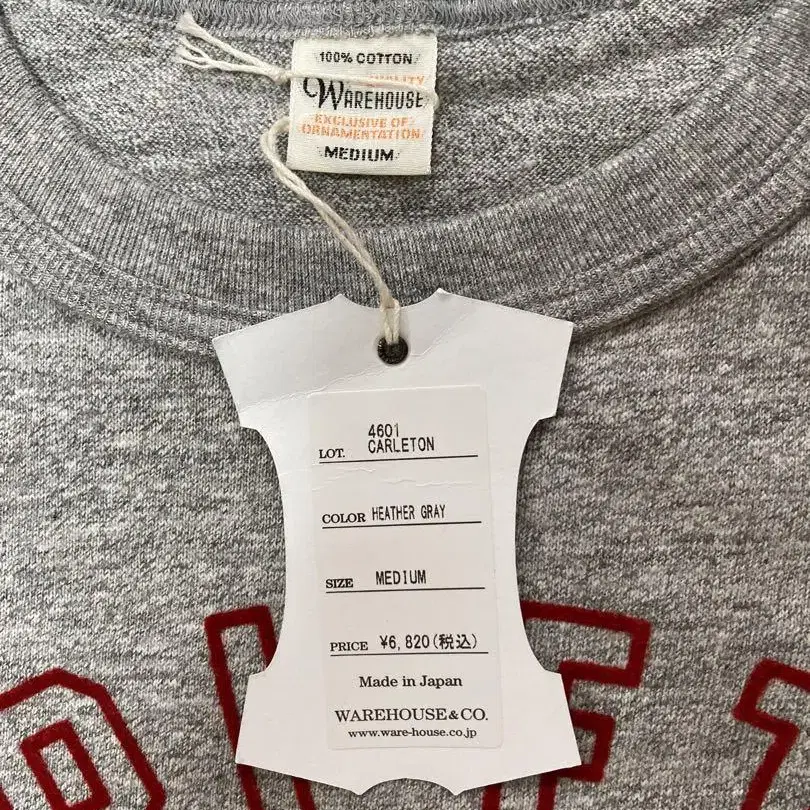 100% COTTON
WAREHOUSE
EXCLUSIVE OF
ORNAMENTATION
MEDIUM
LOT. 4601
CARLETON
COLOR HEATHER GRAY
SIZE MEDIUM
PRICE ¥6,820(税込)
Made in Japan
WAREHOUSE&CO.
www.ware-house.co.jp